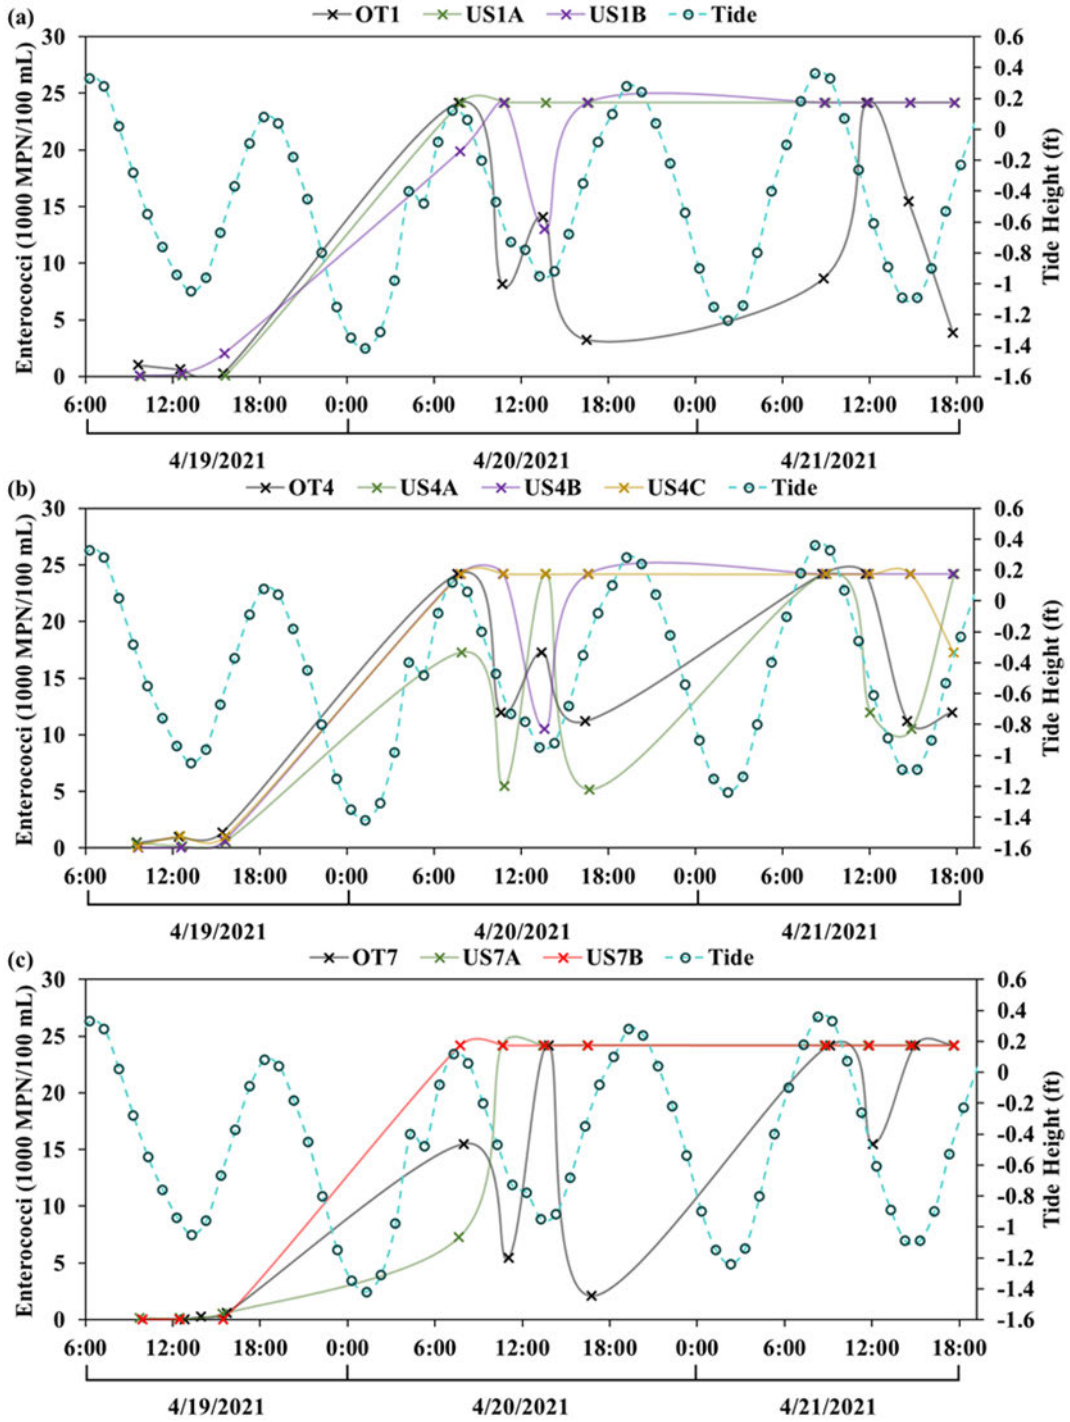 (a) OT1 US1A US1B Tide
30 0.6
25 0.4
20 0.2
15 0
10 -0.2
5 -0.4
0 -0.6
-0.8
-1
-1.2
-1.4
-1.6
Enterococci (1000 MPN/100 mL)
Tide Height (ft)
6:00 12:00 18:00 0:00 6:00 12:00 18:00 0:00 6:00 12:00 18:00
4/19/2021 4/20/2021 4/21/2021
(b) OT4 US4A US4B US4C Tide
30 0.6
25 0.4
20 0.2
15 0
10 -0.2
5 -0.4
0 -0.6
-0.8
-1
-1.2
-1.4
-1.6
Enterococci (1000 MPN/100 mL)
Tide Height (ft)
6:00 12:00 18:00 0:00 6:00 12:00 18:00 0:00 6:00 12:00 18:00
4/19/2021 4/20/2021 4/21/2021
(c) OT7 US7A US7B Tide
30 0.6
25 0.4
20 0.2
15 0
10 -0.2
5 -0.4
0 -0.6
-0.8
-1
-1.2
-1.4
-1.6
Enterococci (1000 MPN/100 mL)
Tide Height (ft)
6:00 12:00 18:00 0:00 6:00 12:00 18:00 0:00 6:00 12:00 18:00
4/19/2021 4/20/2021 4/21/2021